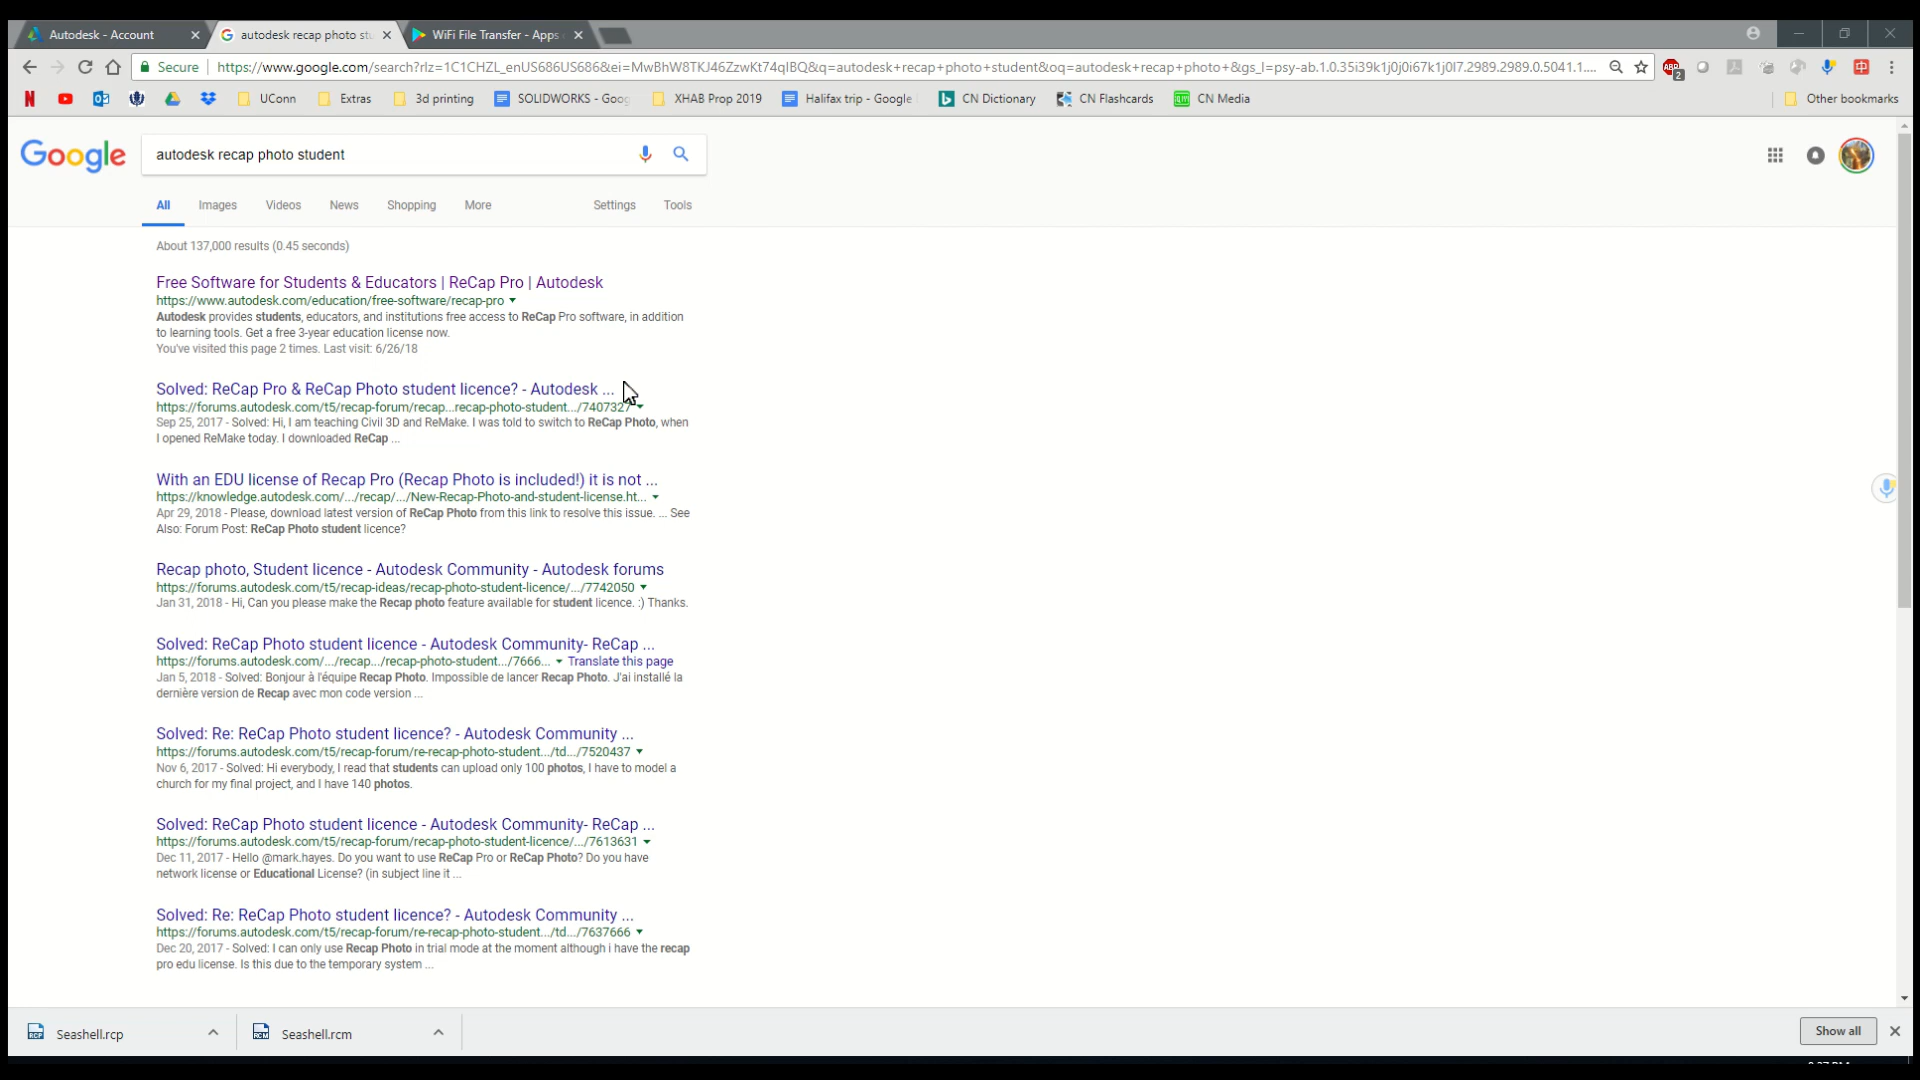 Autodesk - Account
autodesk recap photo stu
WiFi File Transfer - Apps
Secure
https://www.google.com/search?rlz=1C1CHZL_enUS686US686&ei=MwBhW8TKJ46ZzwKt74qIBQ&q=autodesk+recap+photo+student&oq=autodesk+recap+photo+&gs_l=psy-ab.1.0.35i39k1j0j0i67k1j0l7.2989.2989.0.5041.1....
ABP
2
UConn
Extras
3d printing
SOLIDWORKS - Goog
XHAB Prop 2019
Halifax trip - Google
CN Dictionary
CN Flashcards
CN Media
Other bookmarks
Google
autodesk recap photo student
All
Images
Videos
News
Shopping
More
Settings
Tools
About 137,000 results (0.45 seconds)
Free Software for Students & Educators | ReCap Pro | Autodesk
https://www.autodesk.com/education/free-software/recap-pro
Autodesk provides students, educators, and institutions free access to ReCap Pro software, in addition
to learning tools. Get a free 3-year education license now.
You've visited this page 2 times. Last visit: 6/26/18
Solved: ReCap Pro & ReCap Photo student licence? - Autodesk ...
https://forums.autodesk.com/t5/recap-forum/recap...recap-photo-student.../7407327
Sep 25, 2017 - Solved: Hi, I am teaching Civil 3D and ReMake. I was told to switch to ReCap Photo, when
I opened ReMake today. I downloaded ReCap ...
With an EDU license of Recap Pro (Recap Photo is included!) it is not ...
https://knowledge.autodesk.com/.../recap/.../New-Recap-Photo-and-student-license.ht...
Apr 29, 2018 - Please, download latest version of ReCap Photo from this link to resolve this issue. ... See
Also: Forum Post: ReCap Photo student licence?
Recap photo, Student licence - Autodesk Community - Autodesk forums
https://forums.autodesk.com/t5/recap-ideas/recap-photo-student-licence/.../7742050
Jan 31, 2018 - Hi, Can you please make the Recap photo feature available for student licence. :) Thanks.
Solved: ReCap Photo student licence - Autodesk Community- ReCap ...
https://forums.autodesk.com/.../recap.../recap-photo-student.../7666... Translate this page
Jan 5, 2018 - Solved: Bonjour à l'équipe Recap Photo. Impossible de lancer Recap Photo. J'ai installé la
dernière version de Recap avec mon code version ...
Solved: Re: ReCap Photo student licence? - Autodesk Community ...
https://forums.autodesk.com/t5/recap-forum/re-recap-photo-student.../td.../7520437
Nov 6, 2017 - Solved: Hi everybody, I read that students can upload only 100 photos, I have to model a
church for my final project, and I have 140 photos.
Solved: ReCap Photo student licence - Autodesk Community- ReCap ...
https://forums.autodesk.com/t5/recap-forum/recap-photo-student-licence/.../7613631
Dec 11, 2017 - Hello @mark.hayes. Do you want to use ReCap Pro or ReCap Photo? Do you have
network license or Educational License? (in subject line it ...
Solved: Re: ReCap Photo student licence? - Autodesk Community ...
https://forums.autodesk.com/t5/recap-forum/re-recap-photo-student.../td.../7637666
Dec 20, 2017 - Solved: I can only use Recap Photo in trial mode at the moment although i have the recap
pro edu license. Is this due to the temporary system ...
Seashell.rcp
Seashell.rcm
Show all